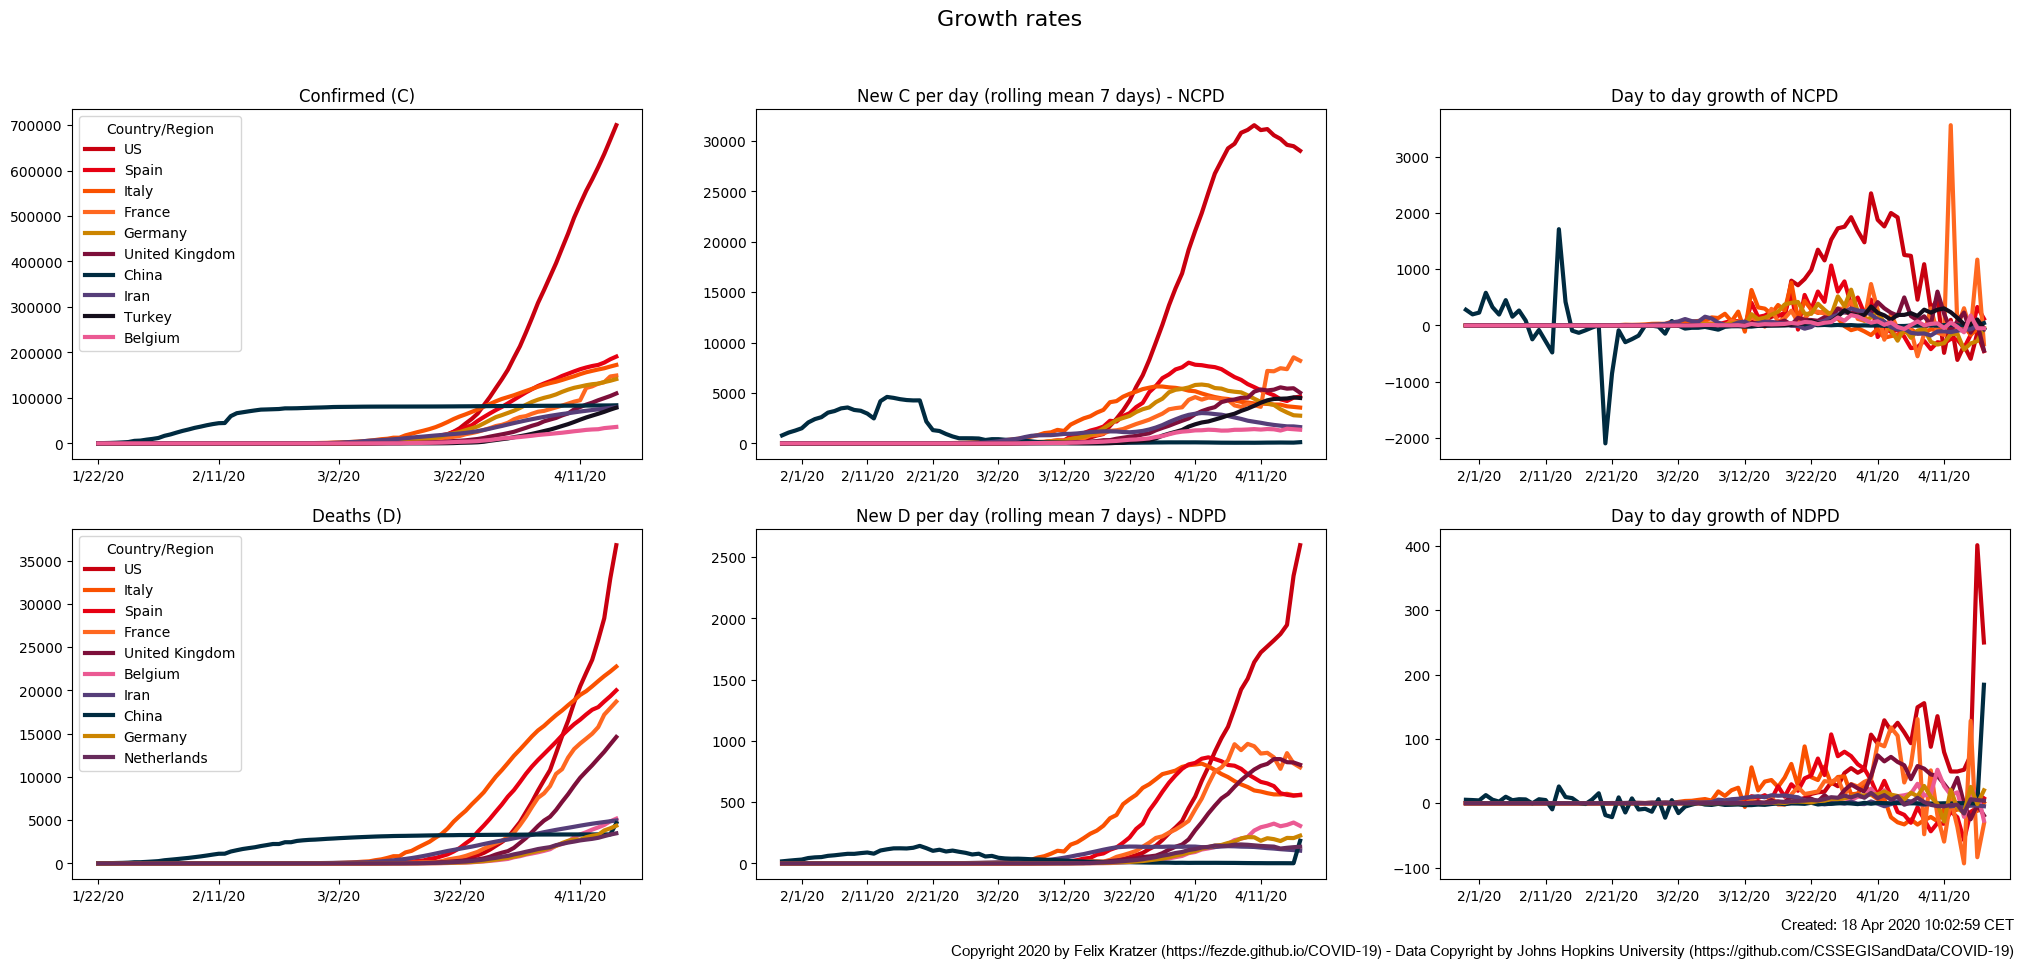 Growth rates
Confirmed (C)
700000
600000
500000
400000
300000
200000
100000
0
Country/Region
US
Spain
Italy
France
Germany
United Kingdom
China
Iran
Turkey
Belgium
1/22/20 2/11/20 3/2/20 3/22/20 4/11/20
New C per day (rolling mean 7 days) - NCPD
30000
25000
20000
15000
10000
5000
0
2/1/20 2/11/20 2/21/20 3/2/20 3/12/20 3/22/20 4/1/20 4/11/20
Day to day growth of NCPD
3000
2000
1000
0
−1000
−2000
2/1/20 2/11/20 2/21/20 3/2/20 3/12/20 3/22/20 4/1/20 4/11/20
Deaths (D)
35000
30000
25000
20000
15000
10000
5000
0
Country/Region
US
Italy
Spain
France
United Kingdom
Belgium
Iran
China
Germany
Netherlands
1/22/20 2/11/20 3/2/20 3/22/20 4/11/20
New D per day (rolling mean 7 days) - NDPD
2500
2000
1500
1000
500
0
2/1/20 2/11/20 2/21/20 3/2/20 3/12/20 3/22/20 4/1/20 4/11/20
Day to day growth of NDPD
400
300
200
100
0
−100
2/1/20 2/11/20 2/21/20 3/2/20 3/12/20 3/22/20 4/1/20 4/11/20
Created: 18 Apr 2020 10:02:59 CET
Copyright 2020 by Felix Kratzer (https://fezde.github.io/COVID-19) - Data Copyright by Johns Hopkins University (https://github.com/CSSEGISandData/COVID-19)